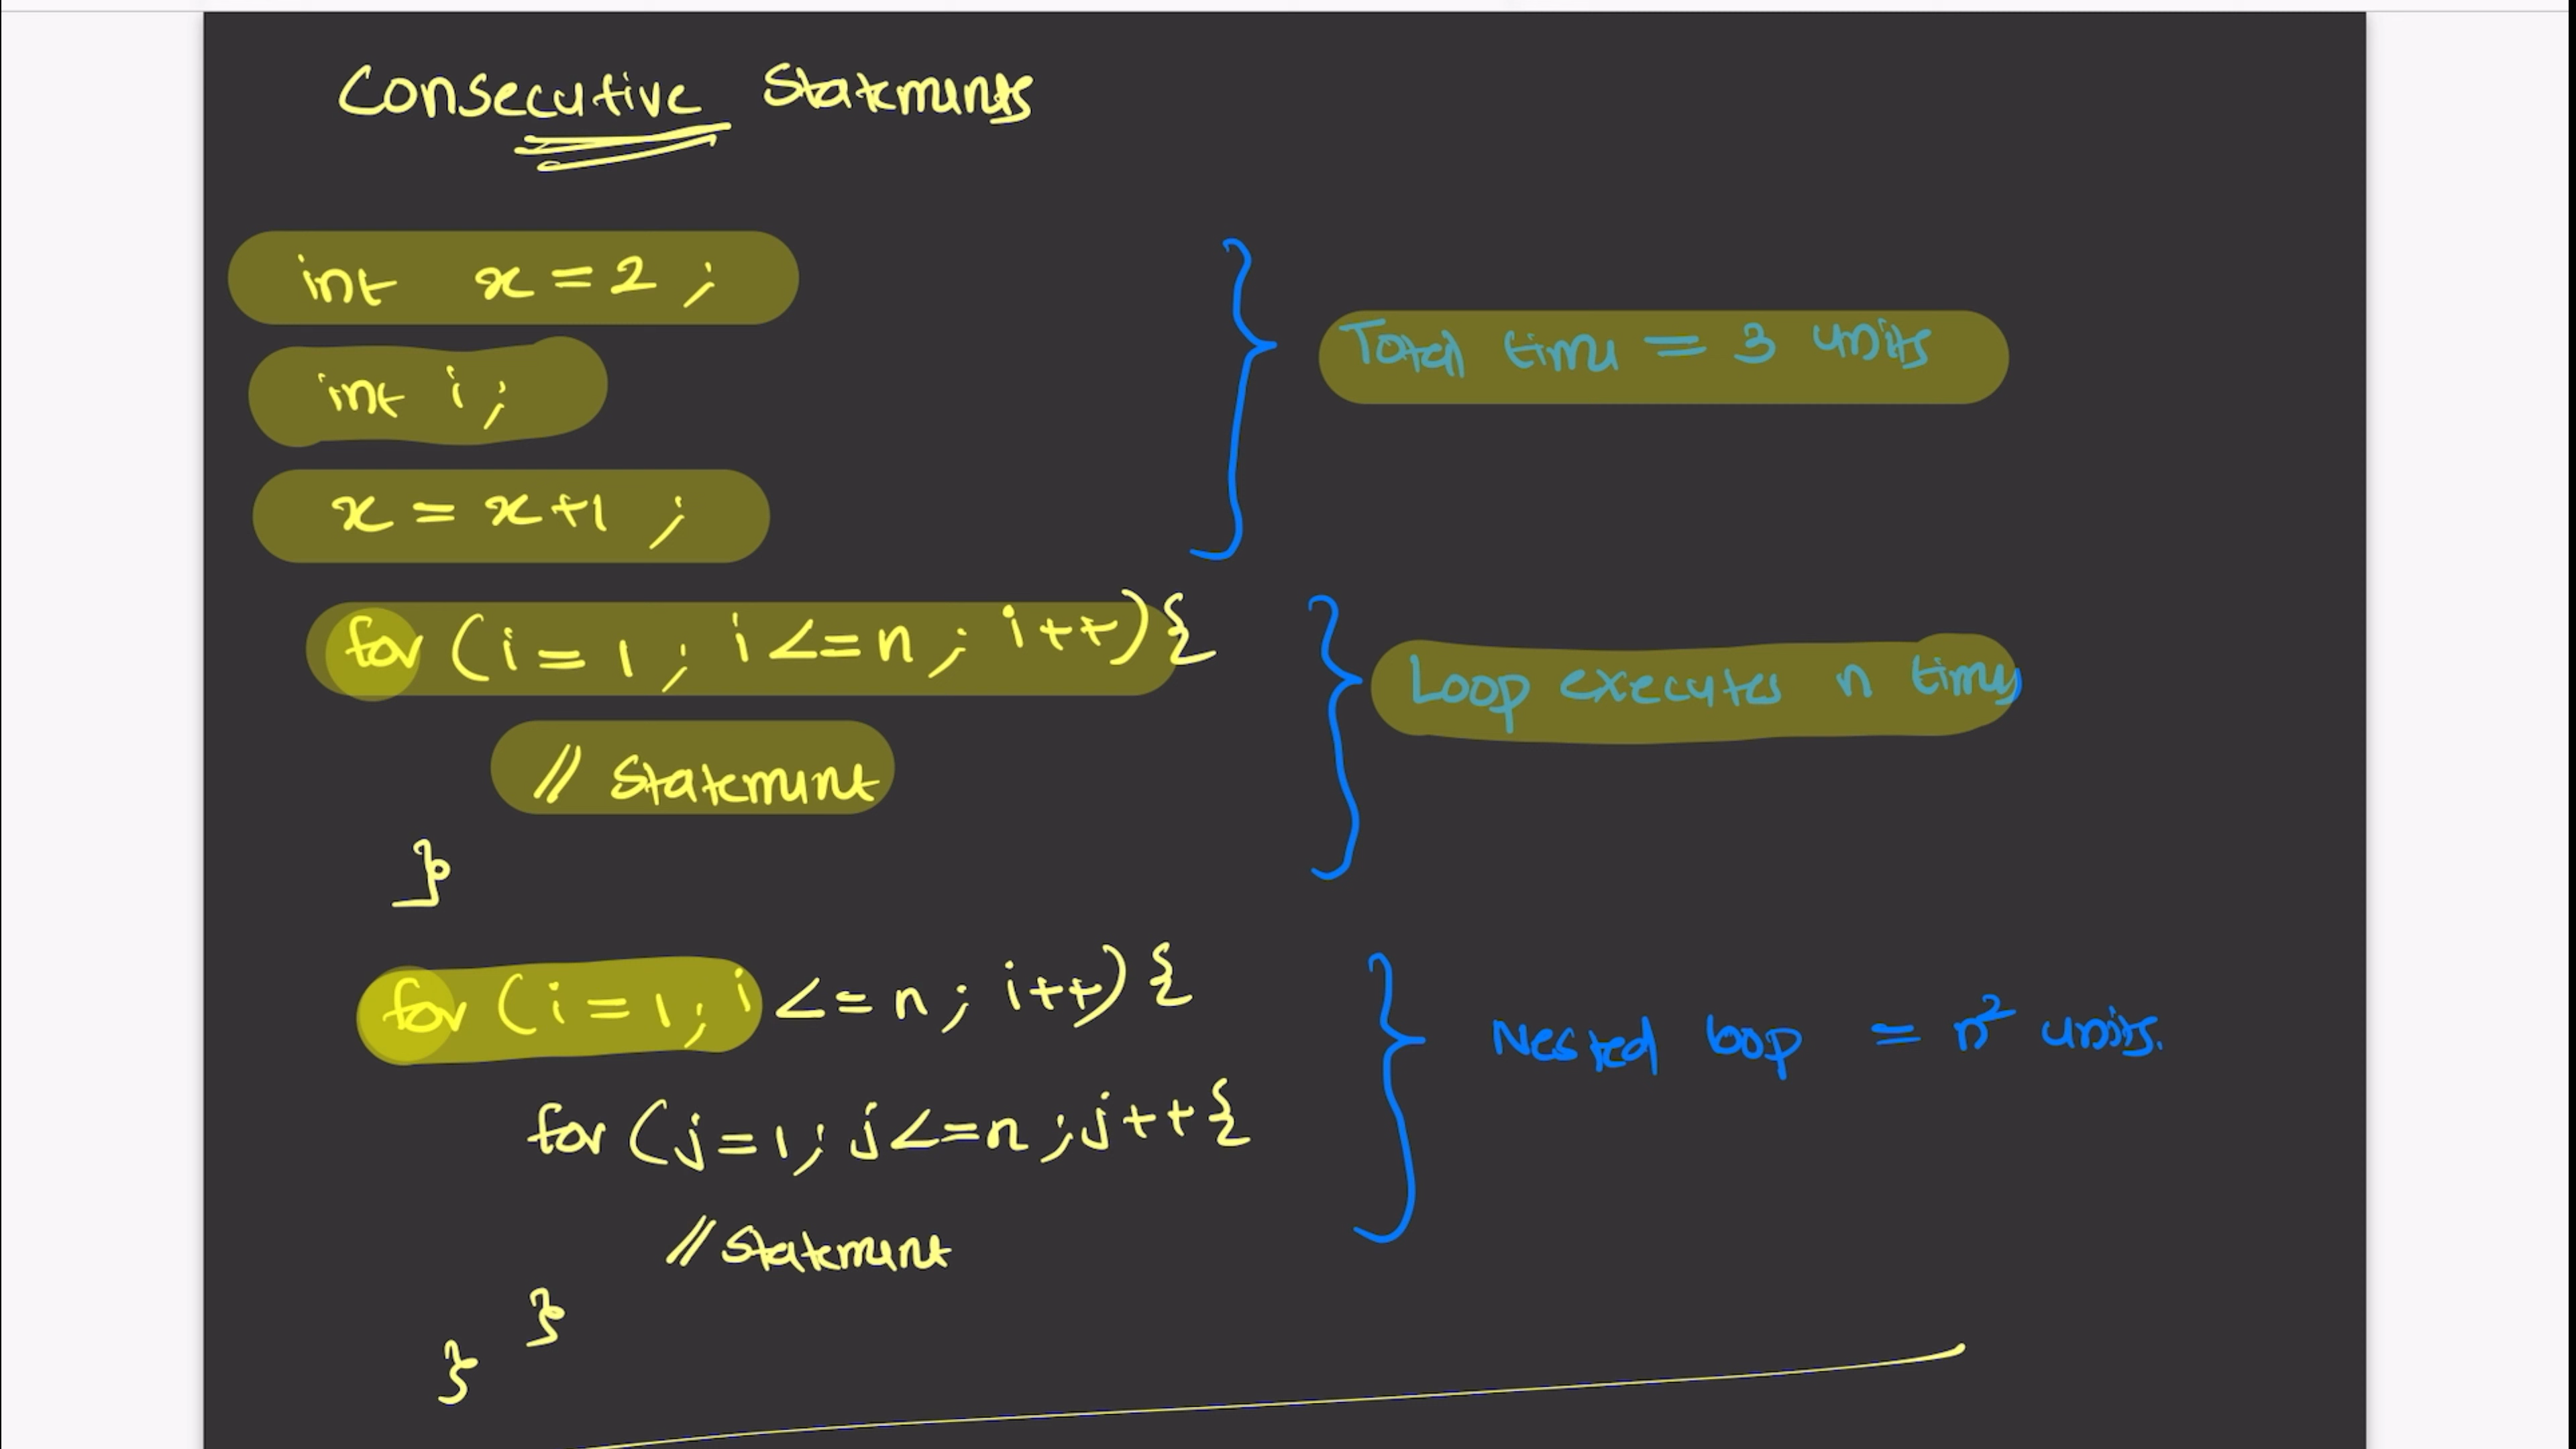 Consecutive Statements
int x = 2 ;
int i ;
x = x+1 ;
Total time = 3 units
for (i = 1 ; i <= n ; i++) {
// Statement
}
Loop executes n times
for (i = 1 ; i <= n ; i++) {
for (j = 1 ; j <= n ; j++ {
// Statement
}
}
Nested loop = n² units.